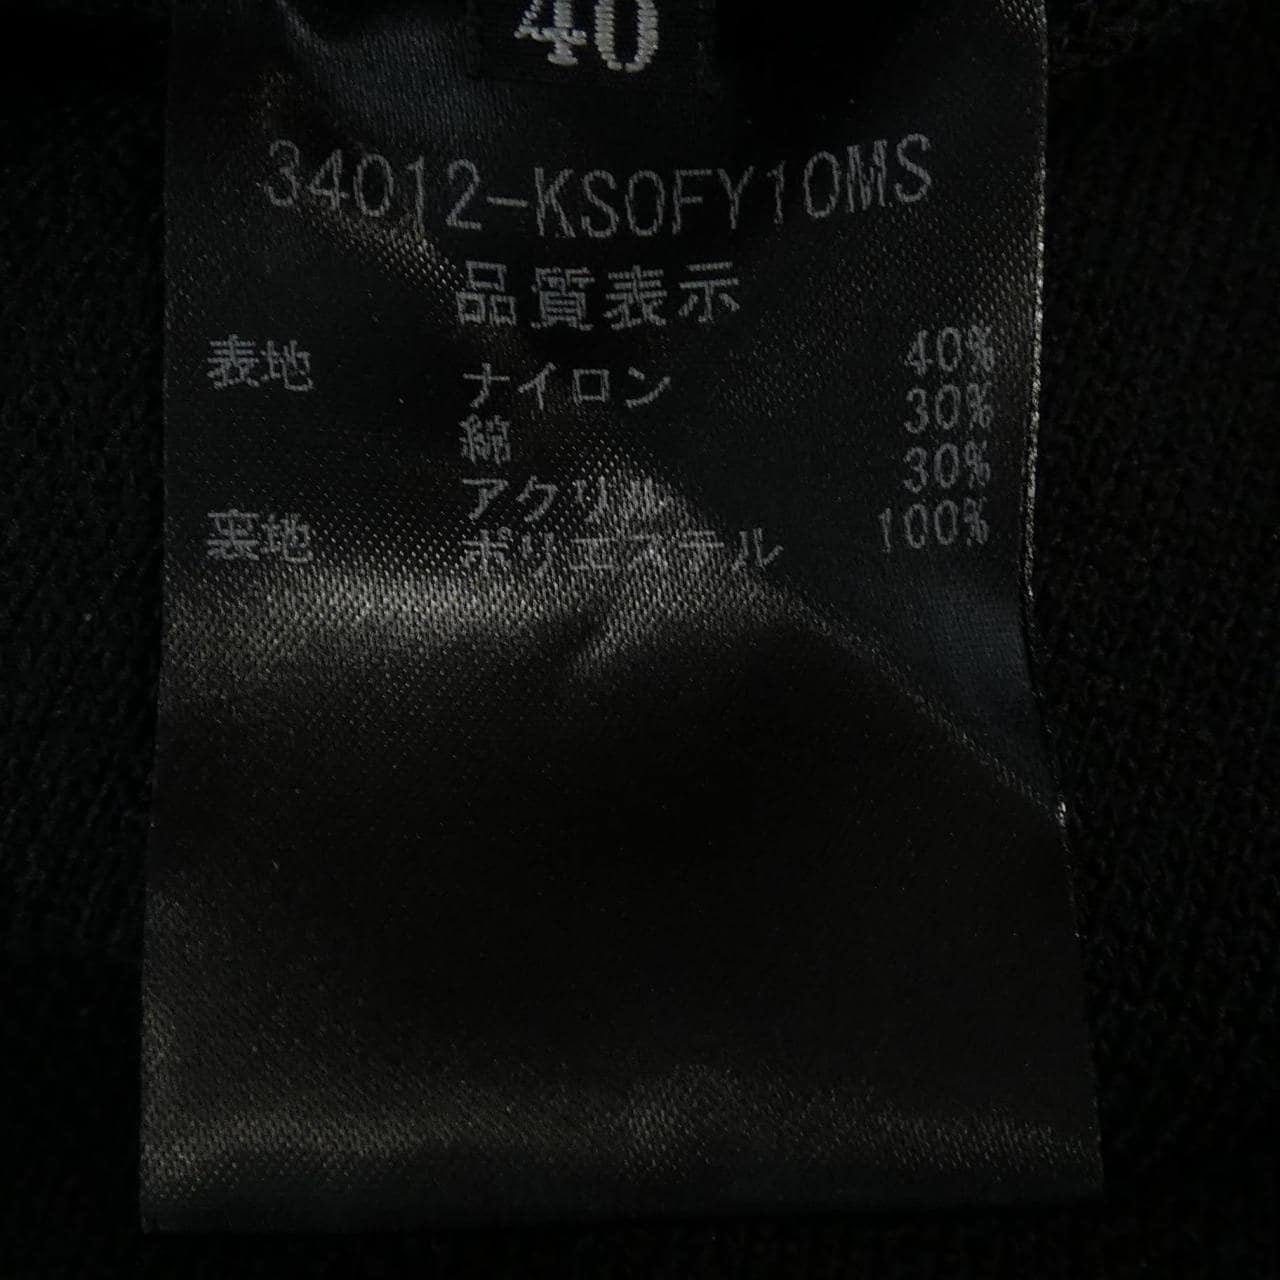 40
34012-KS0FY10MS
品質表示
表地 ナイロン 40%
綿 30%
アクリル 30%
裏地 ポリエステル 100%